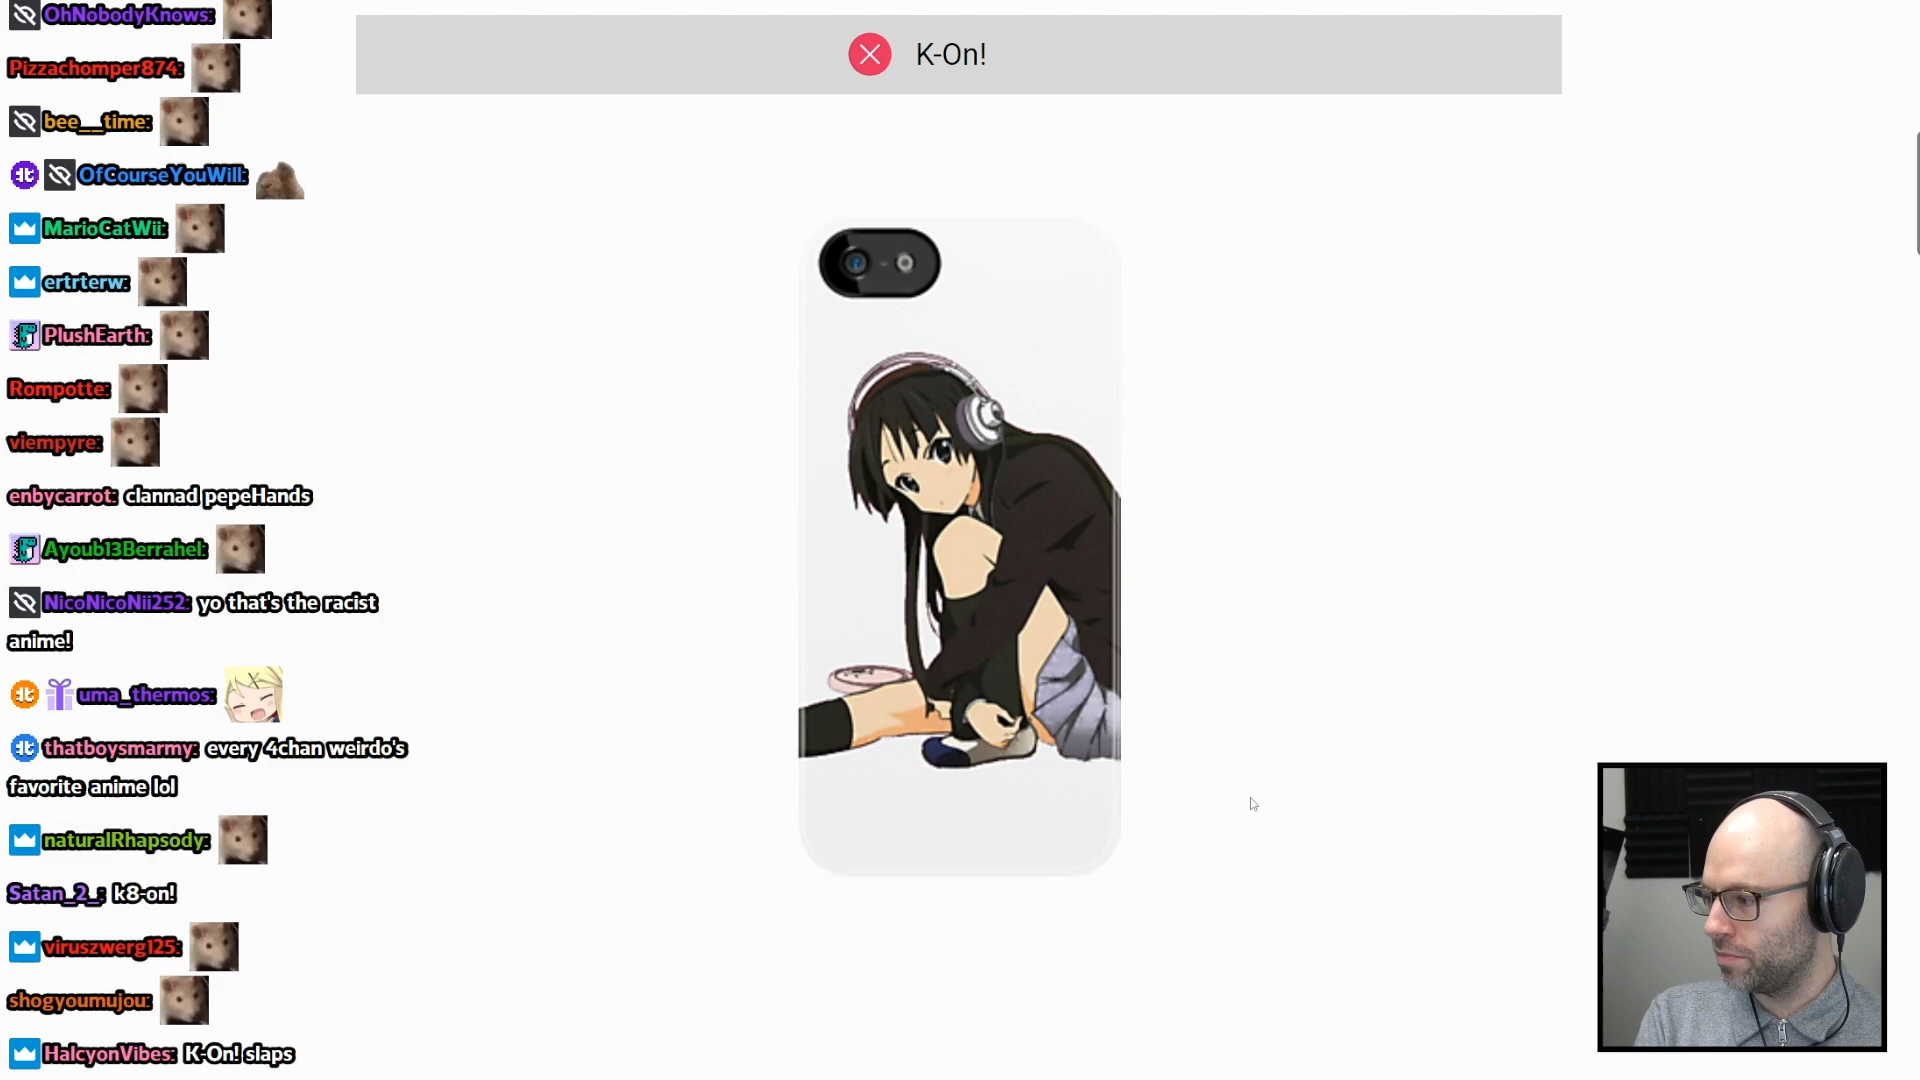 OhNobodyKnows:
K-On!
Pizzachomper874:
bee__time:
OfCourseYouWill:
MarioCatWii:
ertrterw:
PlushEarth:
Rompotte:
viempyre:
enbycarrot: clannad pepeHands
Ayoub13Berrahel:
NicoNicoNii252: yo that's the racist
anime!
uma_thermos:
thatboysmarmy: every 4chan weirdo's
favorite anime lol
naturalRhapsody:
Satan_2_: k8-on!
viruszwerg125:
shogyoumujou:
HalcyonVibes: K-On! slaps